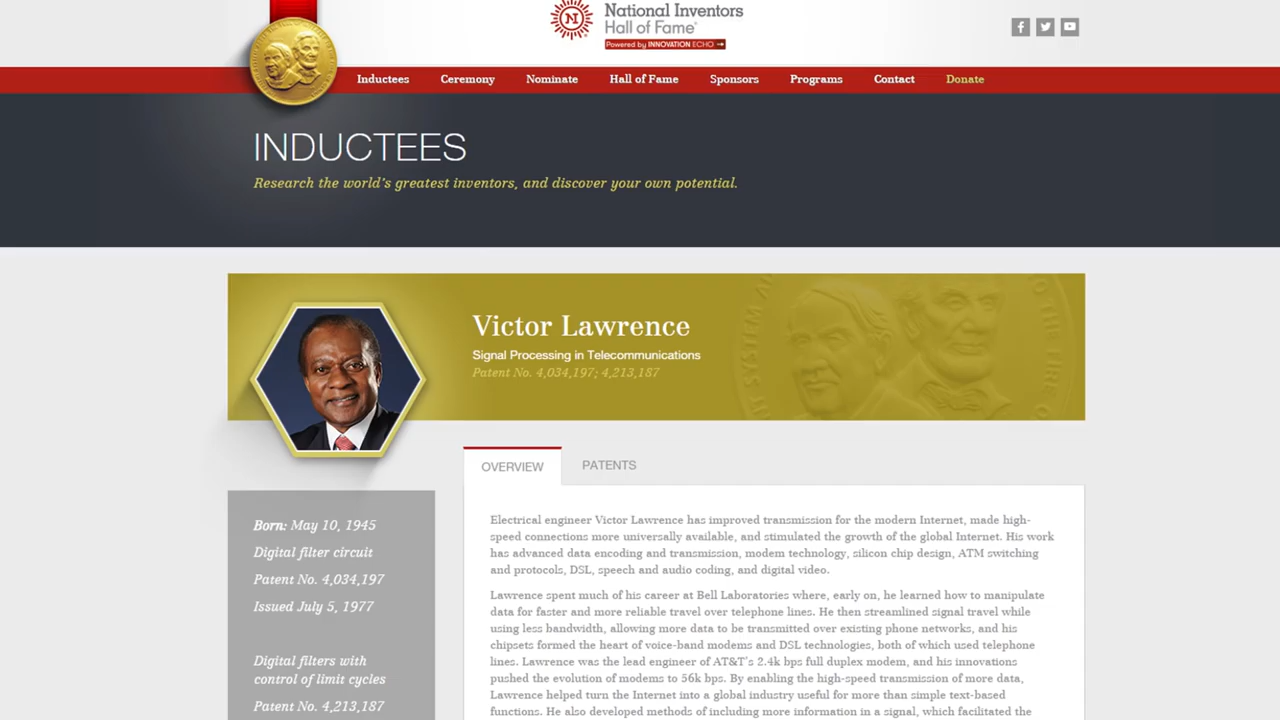 National Inventors
Hall of Fame®
Powered by INNOVATION ECHO
Inductees Ceremony Nominate Hall of Fame Sponsors Programs Contact Donate
INDUCTEES
Research the world's greatest inventors, and discover your own potential.
Victor Lawrence
Signal Processing in Telecommunications
Patent No. 4,034,197; 4,213,187
OVERVIEW PATENTS
Born: May 10, 1945
Digital filter circuit
Patent No. 4,034,197
Issued July 5, 1977
Digital filters with
control of limit cycles
Patent No. 4,213,187
Electrical engineer Victor Lawrence has improved transmission for the modern Internet, made high-
speed connections more universally available, and stimulated the growth of the global Internet. His work
has advanced data encoding and transmission, modem technology, silicon chip design, ATM switching
and protocols, DSL, speech and audio coding, and digital video.
Lawrence spent much of his career at Bell Laboratories where, early on, he learned how to manipulate
data for faster and more reliable travel over telephone lines. He then streamlined signal travel while
using less bandwidth, allowing more data to be transmitted over existing phone networks, and his
chipsets formed the heart of voice-band modems and DSL technologies, both of which used telephone
lines. Lawrence was the lead engineer of AT&T's 2.4k bps full duplex modem, and his innovations
pushed the evolution of modems to 56k bps. By enabling the high-speed transmission of more data,
Lawrence helped turn the Internet into a global industry useful for more than simple text-based
functions. He also developed methods of including more information in a signal, which facilitated the